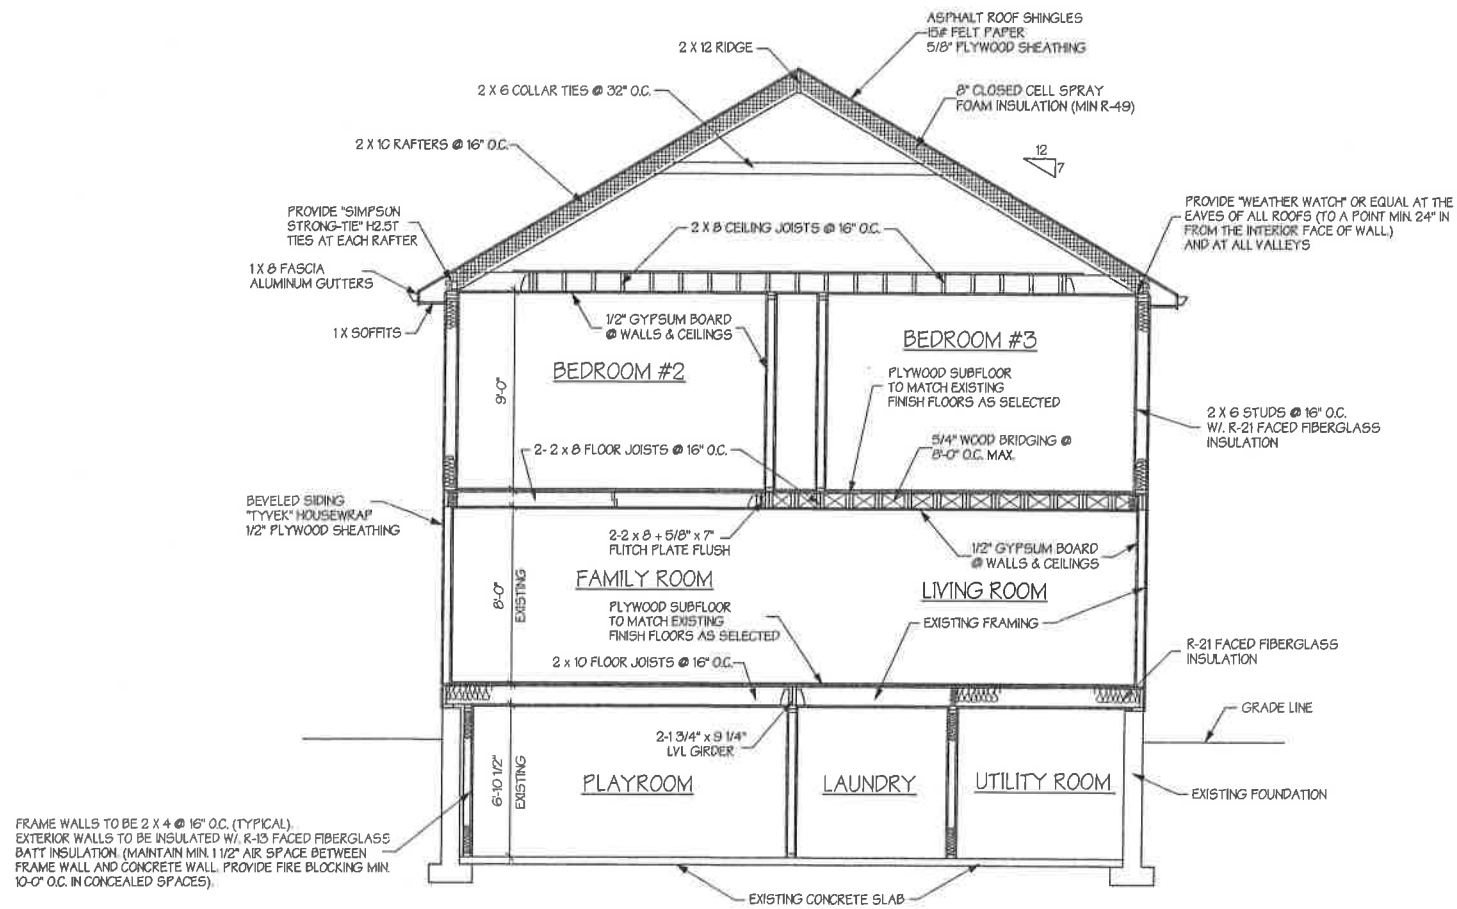 ASPHALT ROOF SHINGLES
15# FELT PAPER
5/8" PLYWOOD SHEATHING
2 X 12 RIDGE
2 X 6 COLLAR TIES @ 32" O.C.
8" CLOSED CELL SPRAY
FOAM INSULATION (MIN R-49)
2 X 10 RAFTERS @ 16" O.C.
12
7
PROVIDE "SIMPSON
STRONG-TIE" H2.5T
TIES AT EACH RAFTER
2 X 8 CEILING JOISTS @ 16" O.C.
PROVIDE "WEATHER WATCH" OR EQUAL AT THE
EAVES OF ALL ROOFS (TO A POINT MIN. 24" IN
FROM THE INTERIOR FACE OF WALL.)
AND AT ALL VALLEYS
1 X 8 FASCIA
ALUMINUM GUTTERS
1 X SOFFITS
1/2" GYPSUM BOARD
@ WALLS & CEILINGS
BEDROOM #2
BEDROOM #3
9'-0"
PLYWOOD SUBFLOOR
TO MATCH EXISTING
FINISH FLOORS AS SELECTED
2 X 6 STUDS @ 16" O.C.
W/. R-21 FACED FIBERGLASS
INSULATION
2- 2 x 8 FLOOR JOISTS @ 16" O.C.
5/4" WOOD BRIDGING @
8'-0" O.C. MAX.
BEVELED SIDING
"TYVEK" HOUSEWRAP
1/2" PLYWOOD SHEATHING
2-2 x 8 + 5/8" x 7"
FLITCH PLATE FLUSH
1/2" GYPSUM BOARD
@ WALLS & CEILINGS
FAMILY ROOM
LIVING ROOM
8'-0"
EXISTING
PLYWOOD SUBFLOOR
TO MATCH EXISTING
FINISH FLOORS AS SELECTED
EXISTING FRAMING
2 x 10 FLOOR JOISTS @ 16" O.C.
R-21 FACED FIBERGLASS
INSULATION
GRADE LINE
2-1 3/4" x 9 1/4"
LVL GIRDER
6'-10 1/2"
EXISTING
PLAYROOM
LAUNDRY
UTILITY ROOM
EXISTING FOUNDATION
FRAME WALLS TO BE 2 X 4 @ 16" O.C. (TYPICAL).
EXTERIOR WALLS TO BE INSULATED W/. R-13 FACED FIBERGLASS
BATT INSULATION. (MAINTAIN MIN. 1 1/2" AIR SPACE BETWEEN
FRAME WALL AND CONCRETE WALL. PROVIDE FIRE BLOCKING MIN.
10'-0" O.C. IN CONCEALED SPACES).
EXISTING CONCRETE SLAB